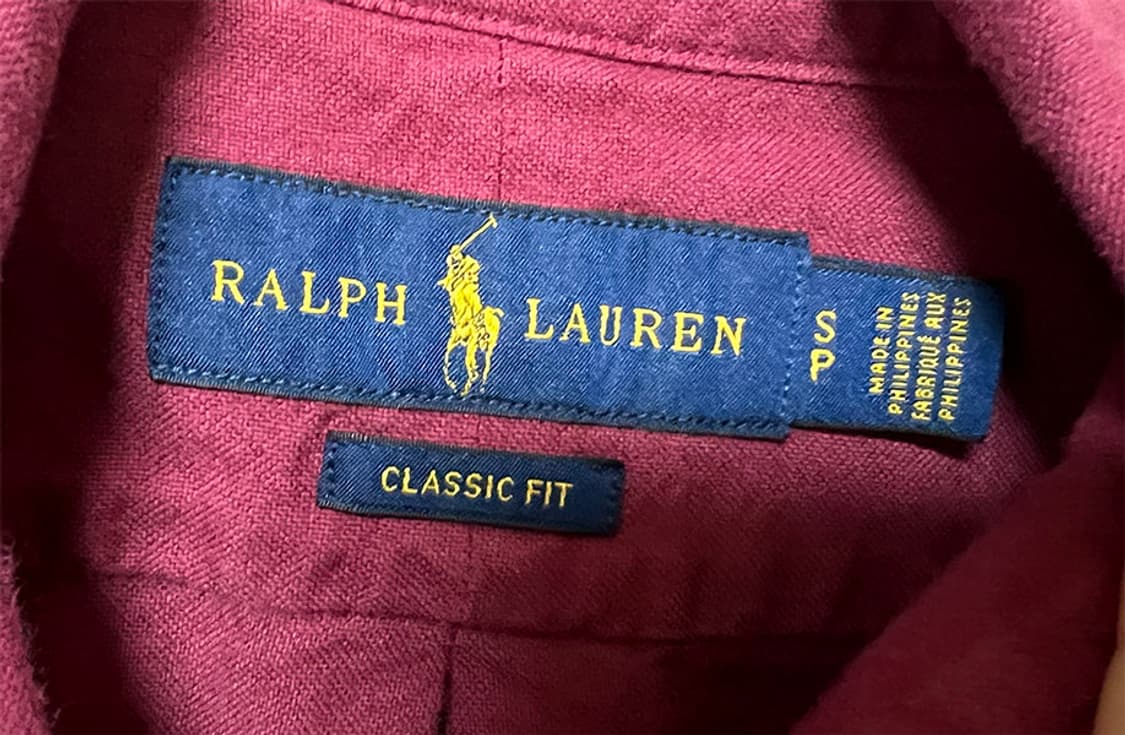 RALPH LAUREN
S
P
MADE IN
PHILIPPINES
FABRIQUÉ AUX
PHILIPPINES
CLASSIC FIT